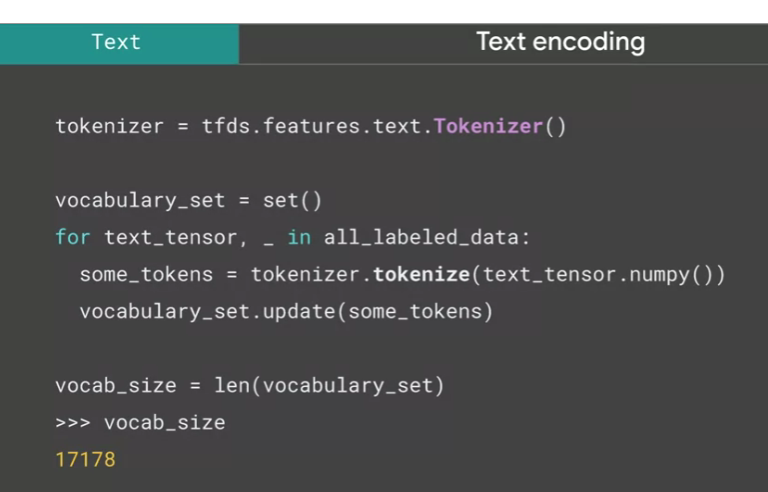 Text
Text encoding
tokenizer = tfds.features.text.Tokenizer()
vocabulary_set = set()
for text_tensor, _ in all_labeled_data:
  some_tokens = tokenizer.tokenize(text_tensor.numpy())
  vocabulary_set.update(some_tokens)
vocab_size = len(vocabulary_set)
>>> vocab_size
17178